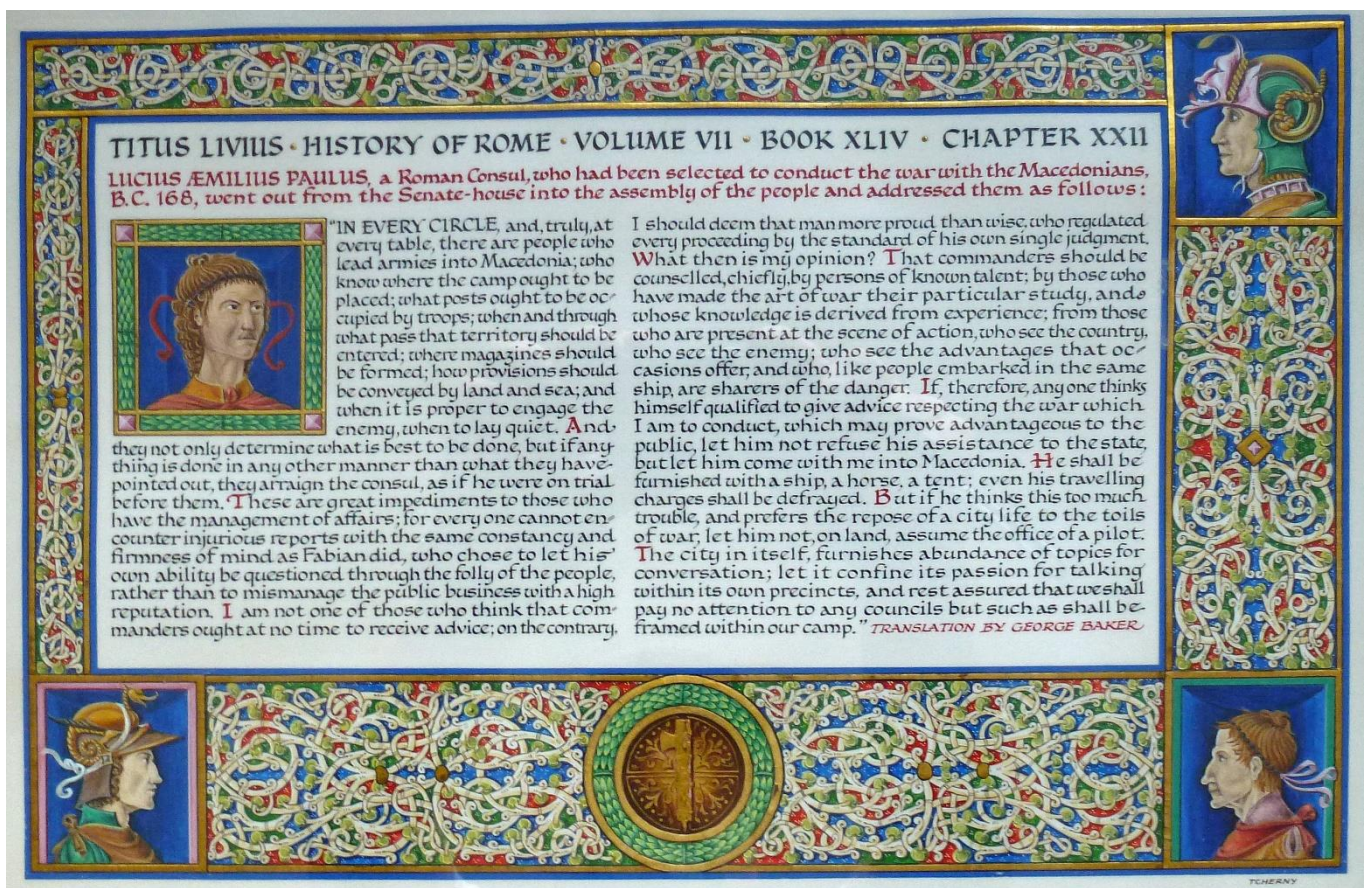 TITUS LIVIUS · HISTORY OF ROME · VOLUME VII · BOOK XLIV · CHAPTER XXII
LUCIUS ÆMILIUS PAULUS, a Roman Consul, who had been selected to conduct the war with the Macedonians,
B.C. 168, went out from the Senate-house into the assembly of the people and addressed them as follows:
"IN EVERY CIRCLE, and, truly, at
every table, there are people who
lead armies into Macedonia; who
know where the camp ought to be
placed; what posts ought to be oc-
cupied by troops; when and through
what pass that territory should be
entered; where magazines should
be formed; how provisions should
be conveyed by land and sea; and
when it is proper to engage the
enemy, when to lay quiet. And
they not only determine what is best to be done, but if any-
thing is done in any other manner than what they have
pointed out, they arraign the consul, as if he were on trial
before them. These are great impediments to those who
have the management of affairs; for every one cannot en-
counter injurious reports with the same constancy and
firmness of mind as Fabian did, who chose to let his
own ability be questioned through the folly of the people,
rather than to mismanage the public business with a high
reputation. I am not one of those who think that com-
manders ought at no time to receive advice; on the contrary,
I should deem that man more proud than wise, who regulated
every proceeding by the standard of his own single judgment.
What then is my opinion? That commanders should be
counselled, chiefly, by persons of known talent; by those who
have made the art of war their particular study, and
whose knowledge is derived from experience; from those
who are present at the scene of action, who see the country,
who see the enemy; who see the advantages that oc-
casions offer, and who, like people embarked in the same
ship, are sharers of the danger. If, therefore, any one thinks
himself qualified to give advice respecting the war which
I am to conduct, which may prove advantageous to the
public, let him not refuse his assistance to the state,
but let him come with me into Macedonia. He shall be
furnished with a ship, a horse, a tent; even his travelling
charges shall be defrayed. But if he thinks this too much
trouble, and prefers the repose of a city life to the toils
of war, let him not, on land, assume the office of a pilot.
The city in itself, furnishes abundance of topics for
conversation; let it confine its passion for talking
within its own precincts, and rest assured that we shall
pay no attention to any councils but such as shall be
framed within our camp." TRANSLATION BY GEORGE BAKER
TCHERNY